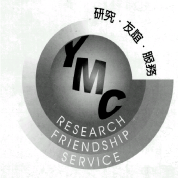 研究·友誼·服務
YMC
RESEARCH
FRIENDSHIP
SERVICE